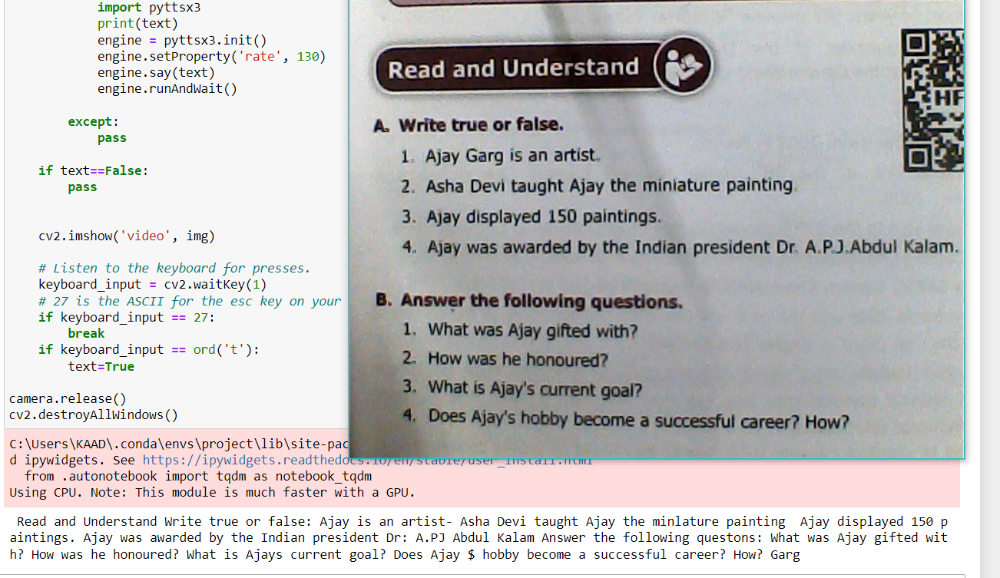 import pyttsx3
print(text)
engine = pyttsx3.init()
engine.setProperty('rate', 130)
engine.say(text)
engine.runAndWait()
except:
pass
if text==False:
pass
cv2.imshow('video', img)
# Listen to the keyboard for presses.
keyboard_input = cv2.waitKey(1)
# 27 is the ASCII for the esc key on your
if keyboard_input == 27:
break
if keyboard_input == ord('t'):
text=True
camera.release()
cv2.destroyAllWindows()
Read and Understand
HF
A. Write true or false.
1. Ajay Garg is an artist.
2. Asha Devi taught Ajay the miniature painting.
3. Ajay displayed 150 paintings.
4. Ajay was awarded by the Indian president Dr. A.P.J.Abdul Kalam.
B. Answer the following questions.
1. What was Ajay gifted with?
2. How was he honoured?
3. What is Ajay's current goal?
4. Does Ajay's hobby become a successful career? How?
C:\Users\KAAD\.conda\envs\project\lib\site-pac
d ipywidgets. See https://ipywidgets.readthedocs.io/en/stable/user_install.html
from .autonotebook import tqdm as notebook_tqdm
Using CPU. Note: This module is much faster with a GPU.
Read and Understand Write true or false: Ajay is an artist- Asha Devi taught Ajay the minlature painting Ajay displayed 150 p
aintings. Ajay was awarded by the Indian president Dr: A.PJ Abdul Kalam Answer the following questons: What was Ajay gifted wit
h? How was he honoured? What is Ajays current goal? Does Ajay $ hobby become a successful career? How? Garg